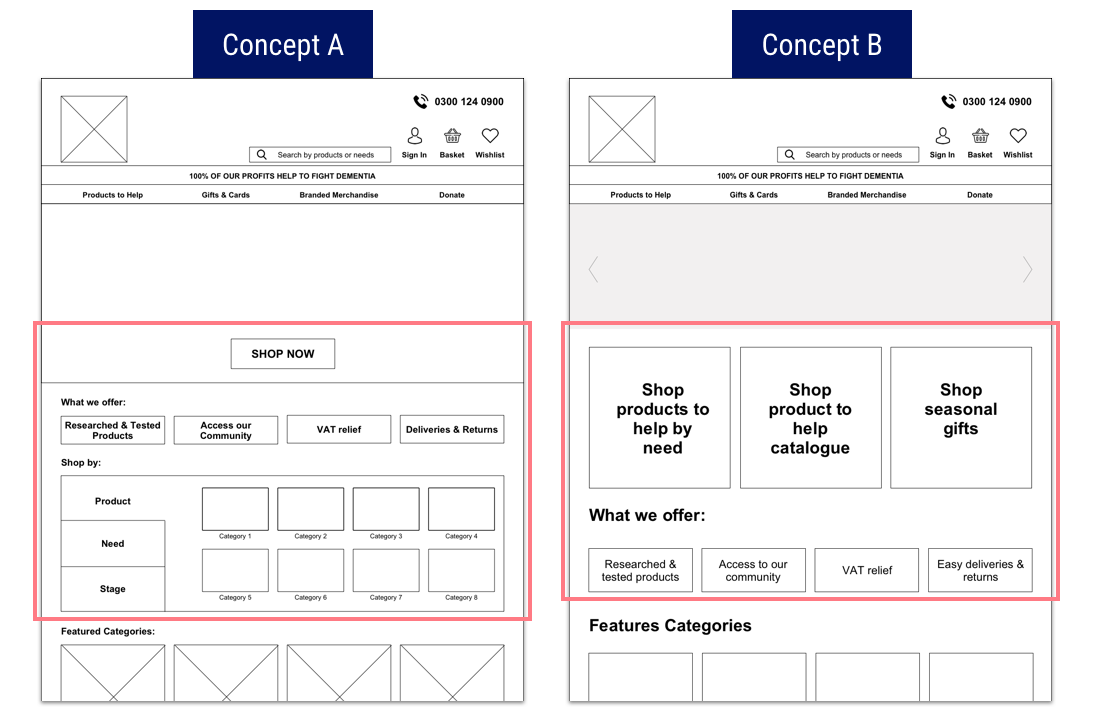 Concept A
0300 124 0900
Search by products or needs
Sign In
Basket
Wishlist
100% OF OUR PROFITS HELP TO FIGHT DEMENTIA
Products to Help
Gifts & Cards
Branded Merchandise
Donate
SHOP NOW
What we offer:
Researched & Tested
Products
Access our
Community
VAT relief
Deliveries & Returns
Shop by:
Product
Need
Stage
Category 1
Category 2
Category 3
Category 4
Category 5
Category 6
Category 7
Category 8
Featured Categories:
Concept B
0300 124 0900
Search by products or needs
Sign In
Basket
Wishlist
100% OF OUR PROFITS HELP TO FIGHT DEMENTIA
Products to Help
Gifts & Cards
Branded Merchandise
Donate
Shop
products to
help by
need
Shop
product to
help
catalogue
Shop
seasonal
gifts
What we offer:
Researched &
tested products
Access to our
community
VAT relief
Easy deliveries &
returns
Features Categories